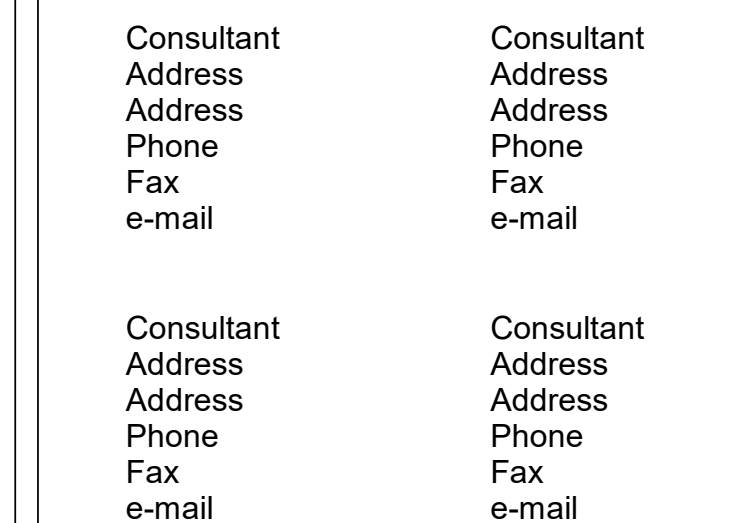 Consultant
Address
Address
Phone
Fax
e-mail
Consultant
Address
Address
Phone
Fax
e-mail
Consultant
Address
Address
Phone
Fax
e-mail
Consultant
Address
Address
Phone
Fax
e-mail